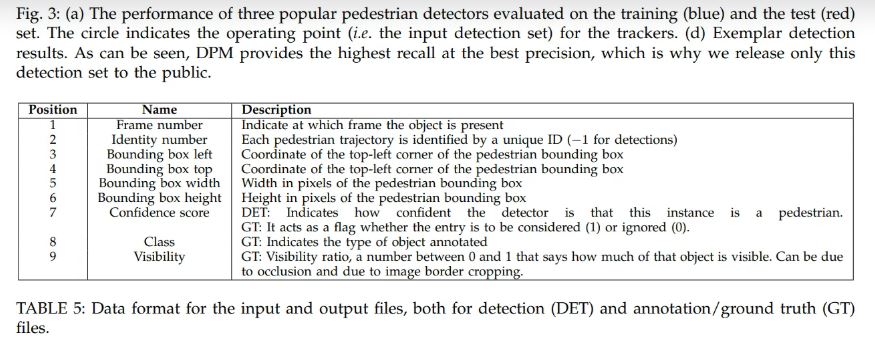 Fig. 3: (a) The performance of three popular pedestrian detectors evaluated on the training (blue) and the test (red)
set. The circle indicates the operating point (i.e. the input detection set) for the trackers. (d) Exemplar detection
results. As can be seen, DPM provides the highest recall at the best precision, which is why we release only this
detection set to the public.
Position Name Description
1 Frame number Indicate at which frame the object is present
2 Identity number Each pedestrian trajectory is identified by a unique ID (−1 for detections)
3 Bounding box left Coordinate of the top-left corner of the pedestrian bounding box
4 Bounding box top Coordinate of the top-left corner of the pedestrian bounding box
5 Bounding box width Width in pixels of the pedestrian bounding box
6 Bounding box height Height in pixels of the pedestrian bounding box
7 Confidence score DET: Indicates how confident the detector is that this instance is a pedestrian.
GT: It acts as a flag whether the entry is to be considered (1) or ignored (0).
8 Class GT: Indicates the type of object annotated
9 Visibility GT: Visibility ratio, a number between 0 and 1 that says how much of that object is visible. Can be due
to occlusion and due to image border cropping.
TABLE 5: Data format for the input and output files, both for detection (DET) and annotation/ground truth (GT)
files.